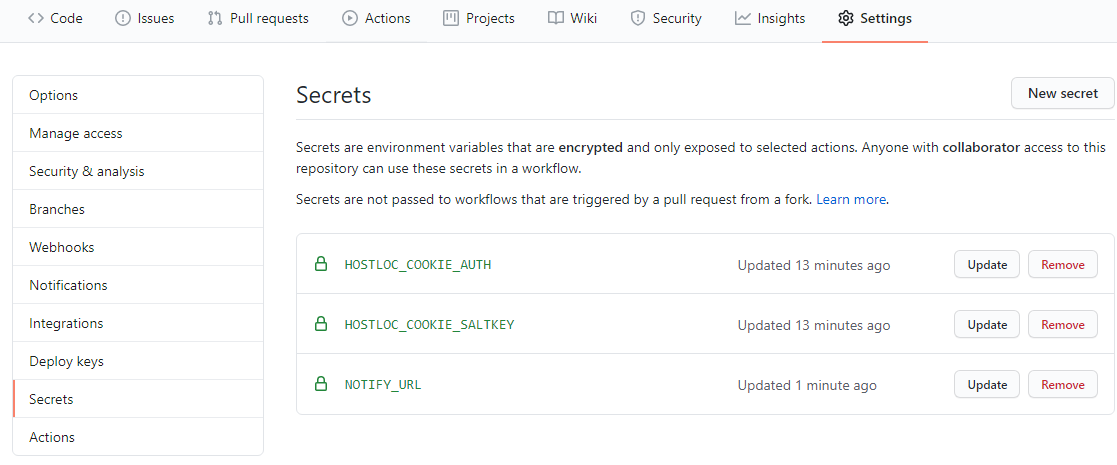 Code Issues Pull requests Actions Projects Wiki Security Insights Settings
Options
Manage access
Security & analysis
Branches
Webhooks
Notifications
Integrations
Deploy keys
Secrets
Actions
Secrets New secret
Secrets are environment variables that are encrypted and only exposed to selected actions. Anyone with collaborator access to this
repository can use these secrets in a workflow.
Secrets are not passed to workflows that are triggered by a pull request from a fork. Learn more.
HOSTLOC_COOKIE_AUTH Updated 13 minutes ago Update Remove
HOSTLOC_COOKIE_SALTKEY Updated 13 minutes ago Update Remove
NOTIFY_URL Updated 1 minute ago Update Remove